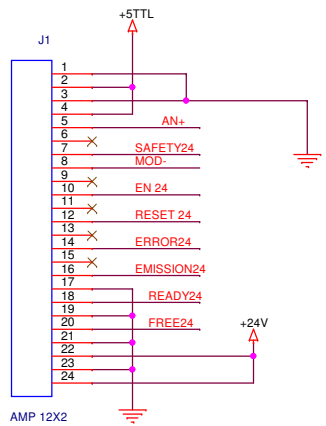 +5TTL
J1
1
2
3
4
5 AN+
6
7 SAFETY24
8 MOD-
9
10 EN 24
11
12 RESET 24
13
14 ERROR24
15
16 EMISSION24
17
18 READY24
19
20 FREE24
+24V
21
22
23
24
AMP 12X2